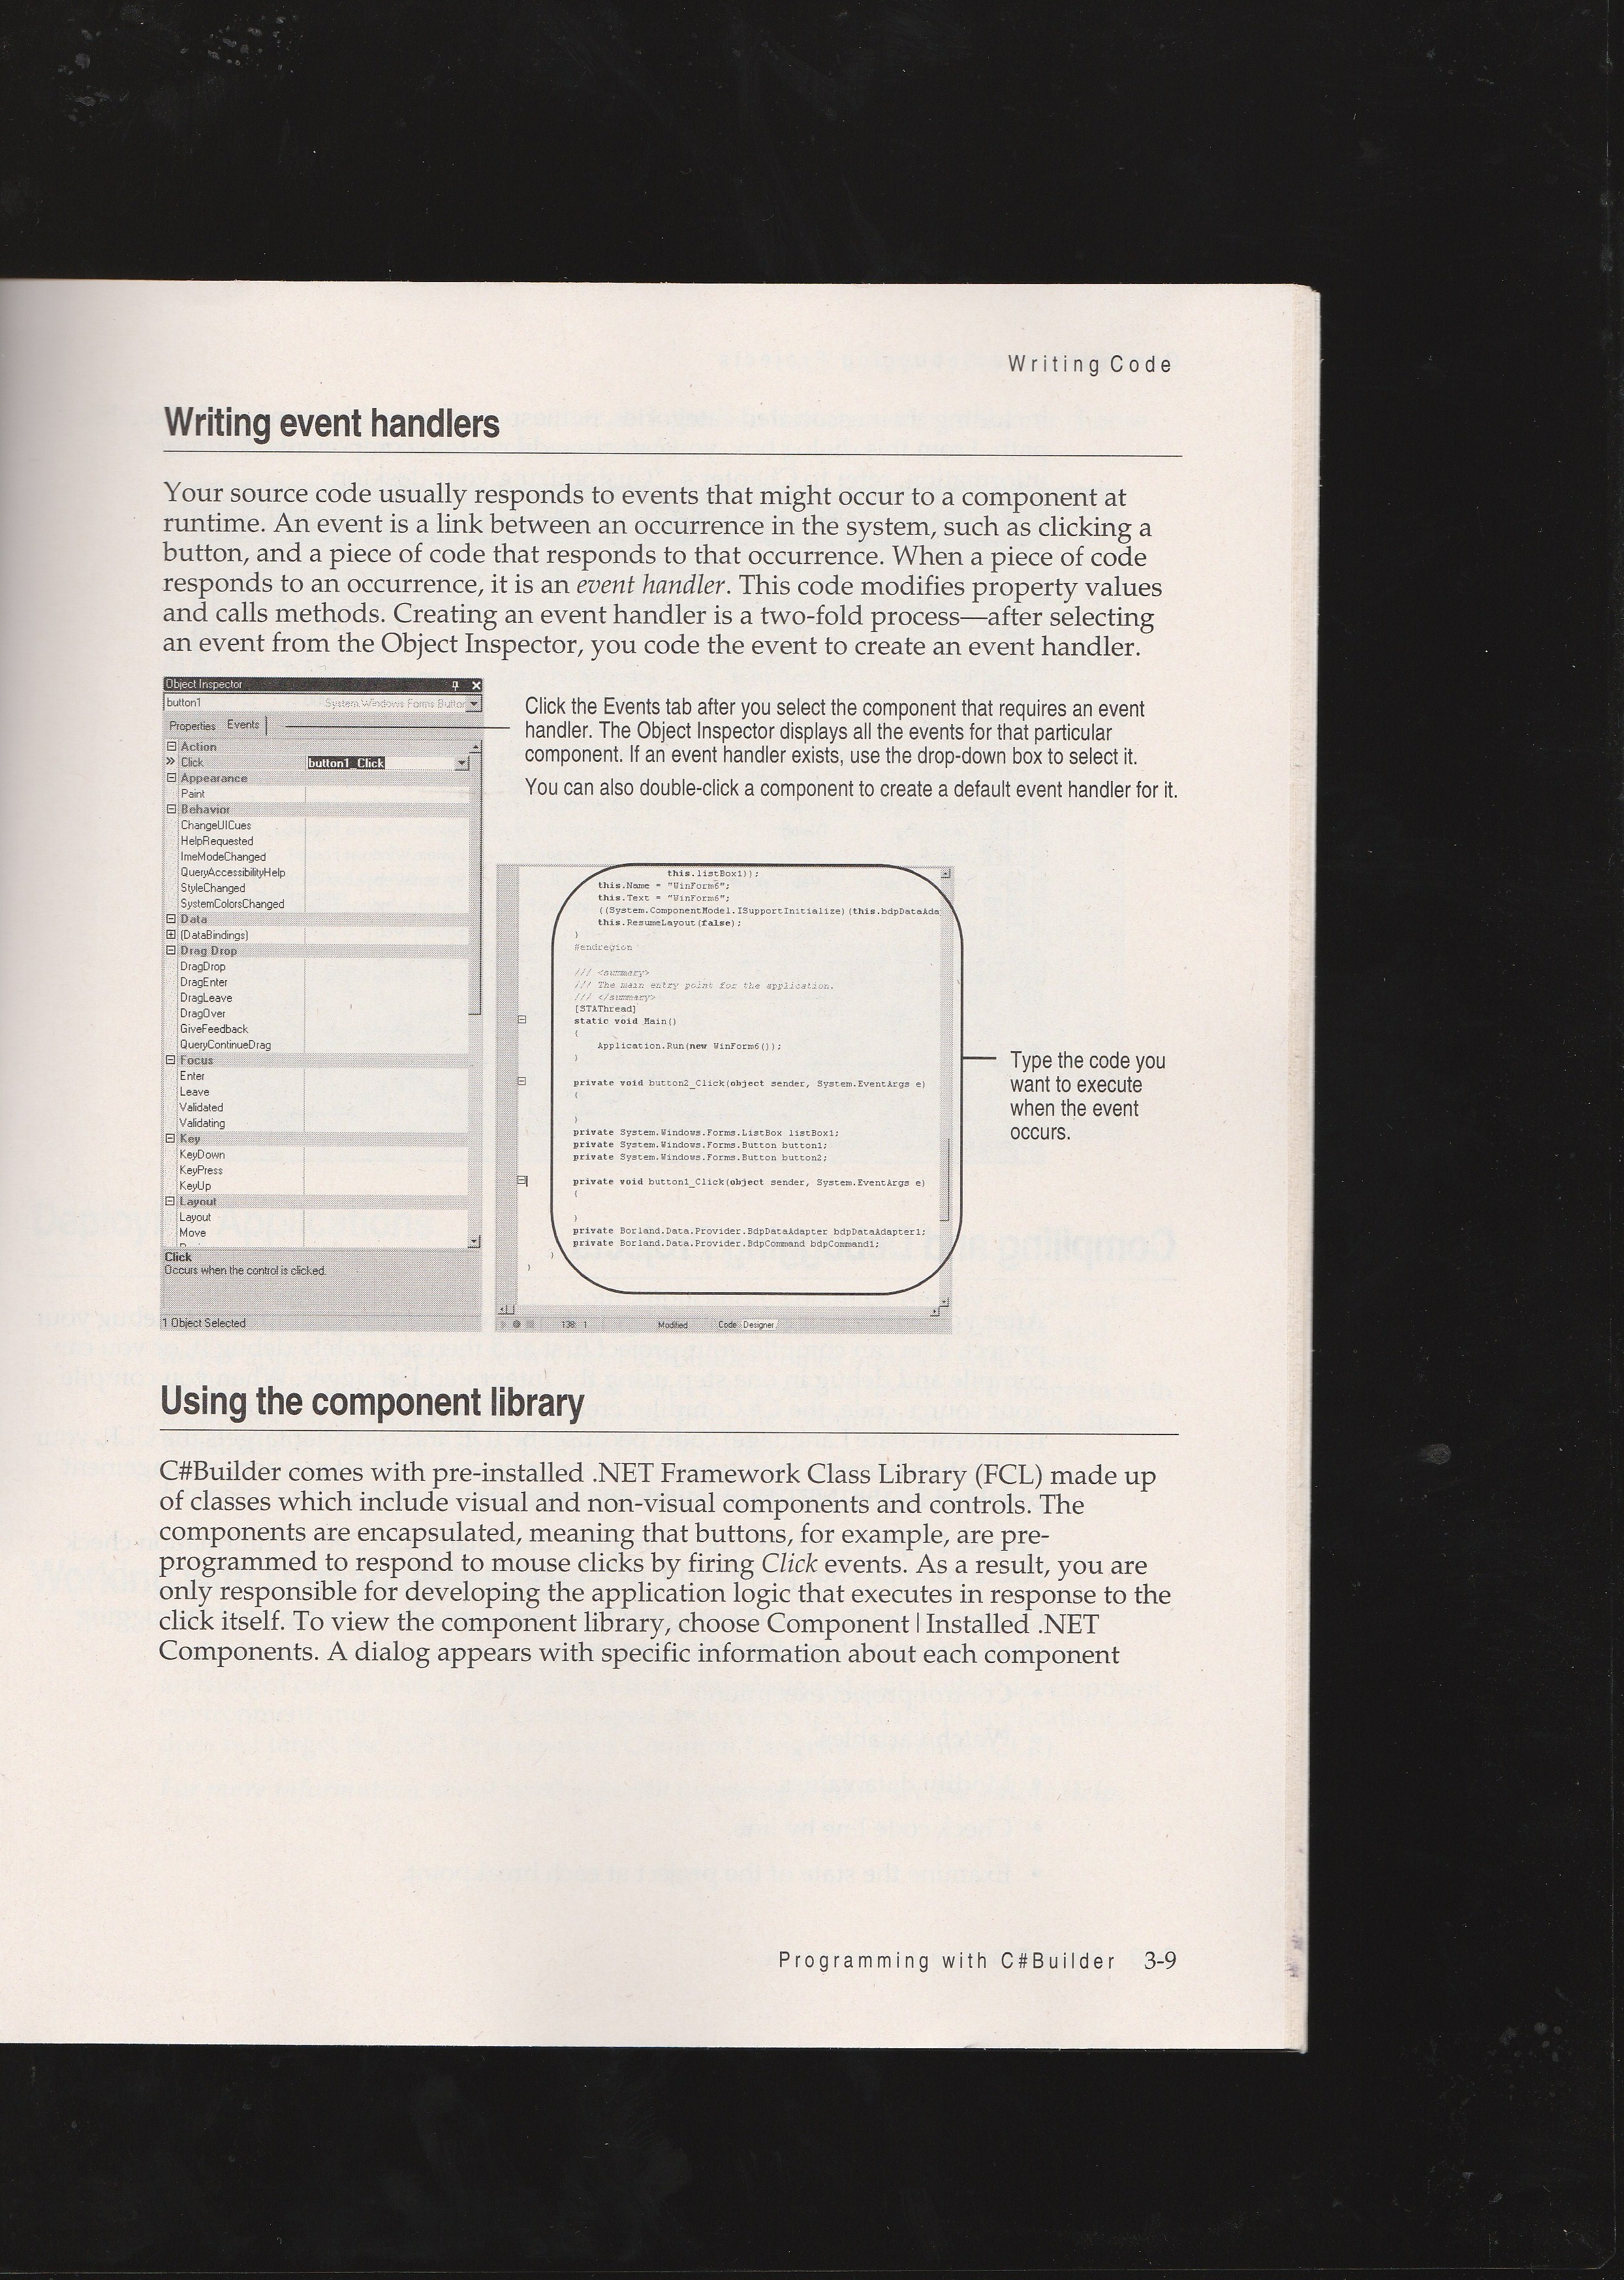 Writing Code
Writing event handlers
Your source code usually responds to events that might occur to a component at
runtime. An event is a link between an occurrence in the system, such as clicking a
button, and a piece of code that responds to that occurrence. When a piece of code
responds to an occurrence, it is an event handler. This code modifies property values
and calls methods. Creating an event handler is a two-fold process—after selecting
an event from the Object Inspector, you code the event to create an event handler.
Object Inspector
button1 System.Windows.Forms.Button
Properties Events
Action
Click button1_Click
Appearance
Paint
Behavior
ChangeUICues
HelpRequested
ImeModeChanged
QueryAccessibilityHelp
StyleChanged
SystemColorsChanged
Data
(DataBindings)
Drag Drop
DragDrop
DragEnter
DragLeave
DragOver
GiveFeedback
QueryContinueDrag
Focus
Enter
Leave
Validated
Validating
Key
KeyDown
KeyPress
KeyUp
Layout
Layout
Move
Click
Occurs when the control is clicked.
1 Object Selected
Click the Events tab after you select the component that requires an event
handler. The Object Inspector displays all the events for that particular
component. If an event handler exists, use the drop-down box to select it.
You can also double-click a component to create a default event handler for it.
this.listBox1});
this.Name = "WinForm6";
this.Text = "WinForm6";
((System.ComponentModel.ISupportInitialize)(this.bdpDataAda
this.ResumeLayout(false);
}
#endregion
/// <summary>
/// The main entry point for the application.
/// </summary>
[STAThread]
static void Main()
{
Application.Run(new WinForm6());
}
private void button2_Click(object sender, System.EventArgs e)
{
}
private System.Windows.Forms.ListBox listBox1;
private System.Windows.Forms.Button button1;
private System.Windows.Forms.Button button2;
private void button1_Click(object sender, System.EventArgs e)
{
}
private Borland.Data.Provider.BdpDataAdapter bdpDataAdapter1;
private Borland.Data.Provider.BdpCommand bdpCommand1;
}
}
138: 1 Modified Code Designer
Type the code you
want to execute
when the event
occurs.
Using the component library
C#Builder comes with pre-installed .NET Framework Class Library (FCL) made up
of classes which include visual and non-visual components and controls. The
components are encapsulated, meaning that buttons, for example, are pre-
programmed to respond to mouse clicks by firing Click events. As a result, you are
only responsible for developing the application logic that executes in response to the
click itself. To view the component library, choose Component | Installed .NET
Components. A dialog appears with specific information about each component
Programming with C#Builder 3-9